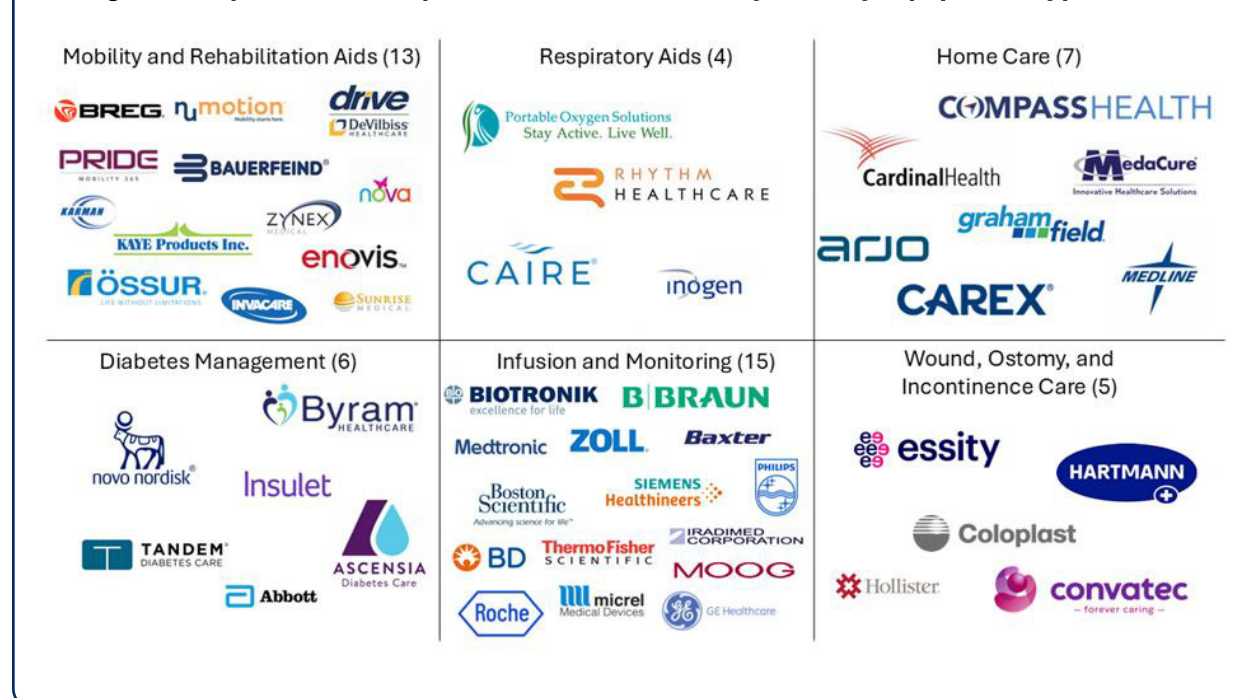 Mobility and Rehabilitation Aids (13)
BREG
numotion
Mobility starts here.
drive
DeVilbiss
HEALTHCARE
PRIDE
MOBILITY 365
BAUERFEIND®
nova
KARMAN
ZYNEX
MEDICAL
KAYE Products Inc.
enovis™
ÖSSUR
LIFE WITHOUT LIMITATIONS
INVACARE
SUNRISE
MEDICAL
Respiratory Aids (4)
Portable Oxygen Solutions
Stay Active. Live Well.
RHYTHM
HEALTHCARE
CAIRE®
inogen
Home Care (7)
COMPASSHEALTH
CardinalHealth
MedaCure®
Innovative Healthcare Solutions
grahamfield
arjo
CAREX®
MEDLINE
Diabetes Management (6)
Byram®
HEALTHCARE
novo nordisk®
Insulet
TANDEM®
DIABETES CARE
ASCENSIA
Diabetes Care
Abbott
Infusion and Monitoring (15)
BIO
BIOTRONIK
excellence for life
B|BRAUN
Medtronic
ZOLL®
Baxter
Boston
Scientific
Advancing science for life™
SIEMENS
Healthineers
PHILIPS
BD
ThermoFisher
SCIENTIFIC
IRADIMED
CORPORATION
MOOG
Roche
micrel
Medical Devices
GE
GE Healthcare
Wound, Ostomy, and
Incontinence Care (5)
essity
HARTMANN
Coloplast
Hollister
convatec
– forever caring –